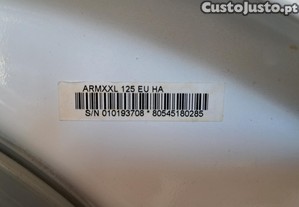 CustoJusto.pt
ARMXXL 125 EU HA
S/N 010193708 * 80545180285